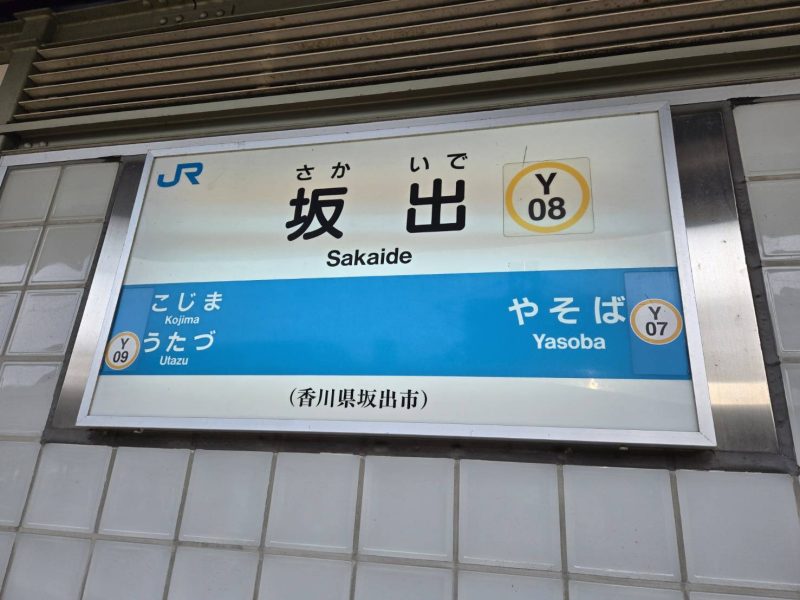 JR
さか いで
坂 出
Sakaide
Y
08
こじま
Kojima
うたづ
Utazu
Y
09
やそば
Yasoba
Y
07
(香川県坂出市)